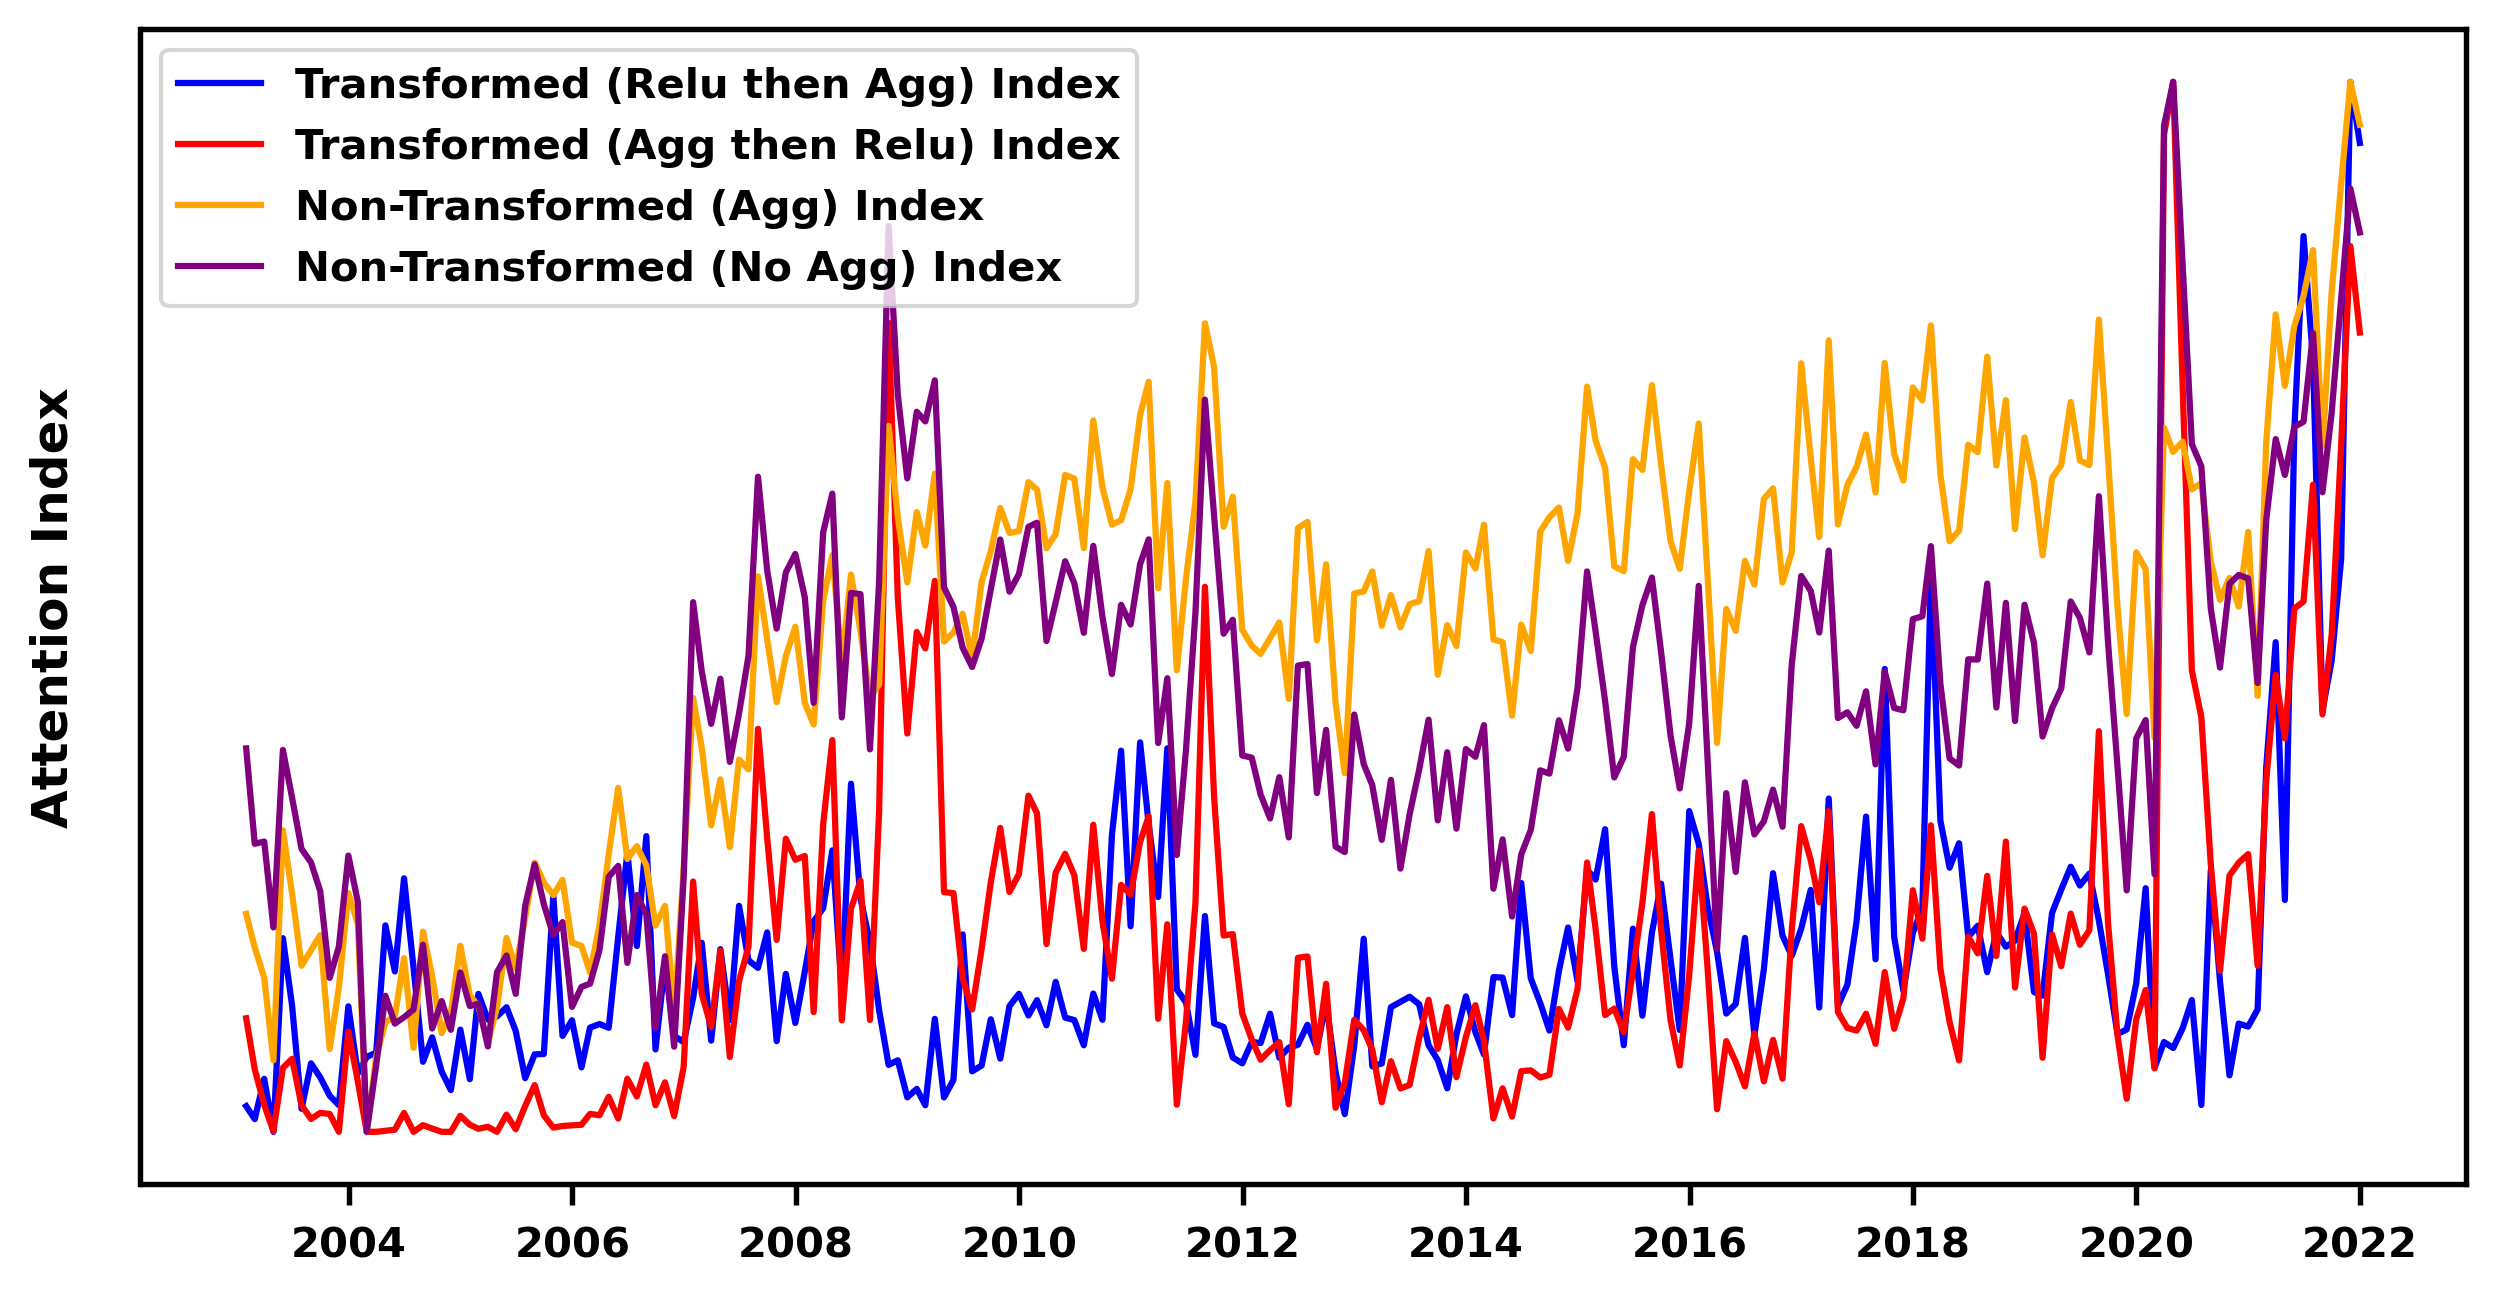 Transformed (Relu then Agg) Index
Transformed (Agg then Relu) Index
Non-Transformed (Agg) Index
Non-Transformed (No Agg) Index
Attention Index
2004 2006 2008 2010 2012 2014 2016 2018 2020 2022